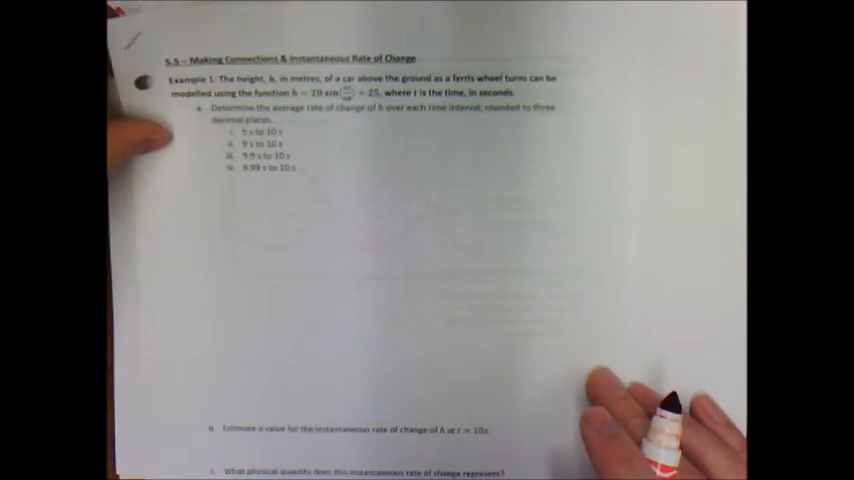 5.5 – Making Connections & Instantaneous Rate of Change
Example 1: The height, h, in metres, of a car above the ground as a ferris wheel turns can be
modelled using the function h = 20 sin( ) + 25, where t is the time, in seconds.
a. Determine the average rate of change of h over each time interval, rounded to three
decimal places.
i. 5 s to 10 s
ii. 9 s to 10 s
iii. 9.9 s to 10 s
iv. 9.99 s to 10 s
b. Estimate a value for the instantaneous rate of change of h at t = 10s.
c. What physical quantity does this instantaneous rate of change represent?